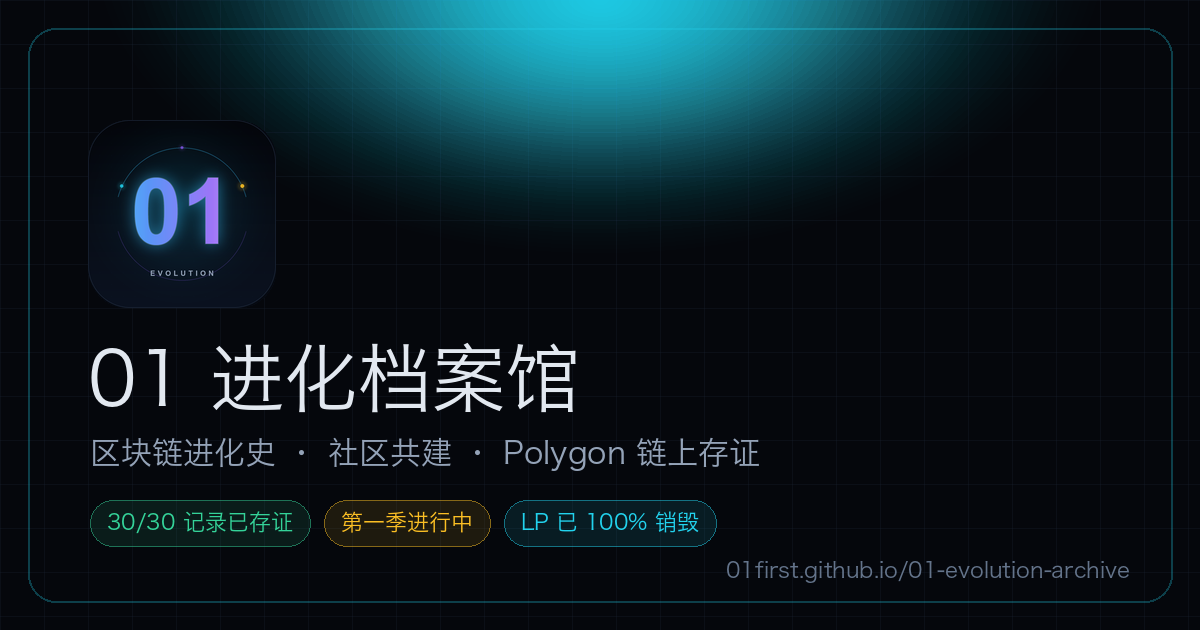 01
EVOLUTION
01 进化档案馆
区块链进化史 · 社区共建 · Polygon 链上存证
30/30 记录已存证 第一季进行中 LP 已 100% 销毁
01first.github.io/01-evolution-archive